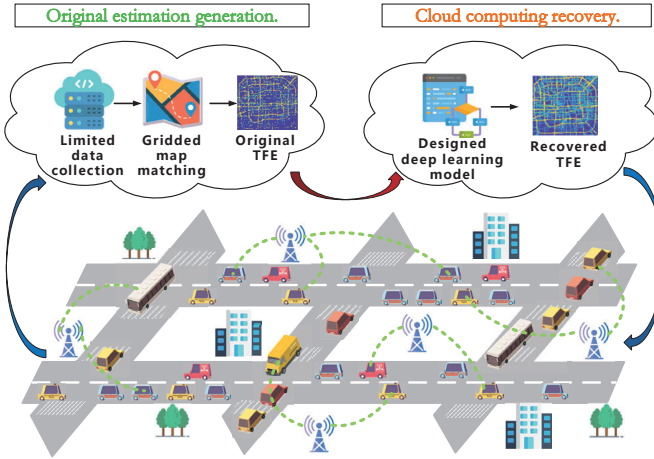 Original estimation generation.
Cloud computing recovery.
Limited
data
collection
Gridded
map
matching
Original
TFE
Designed
deep learning
model
Recovered
TFE